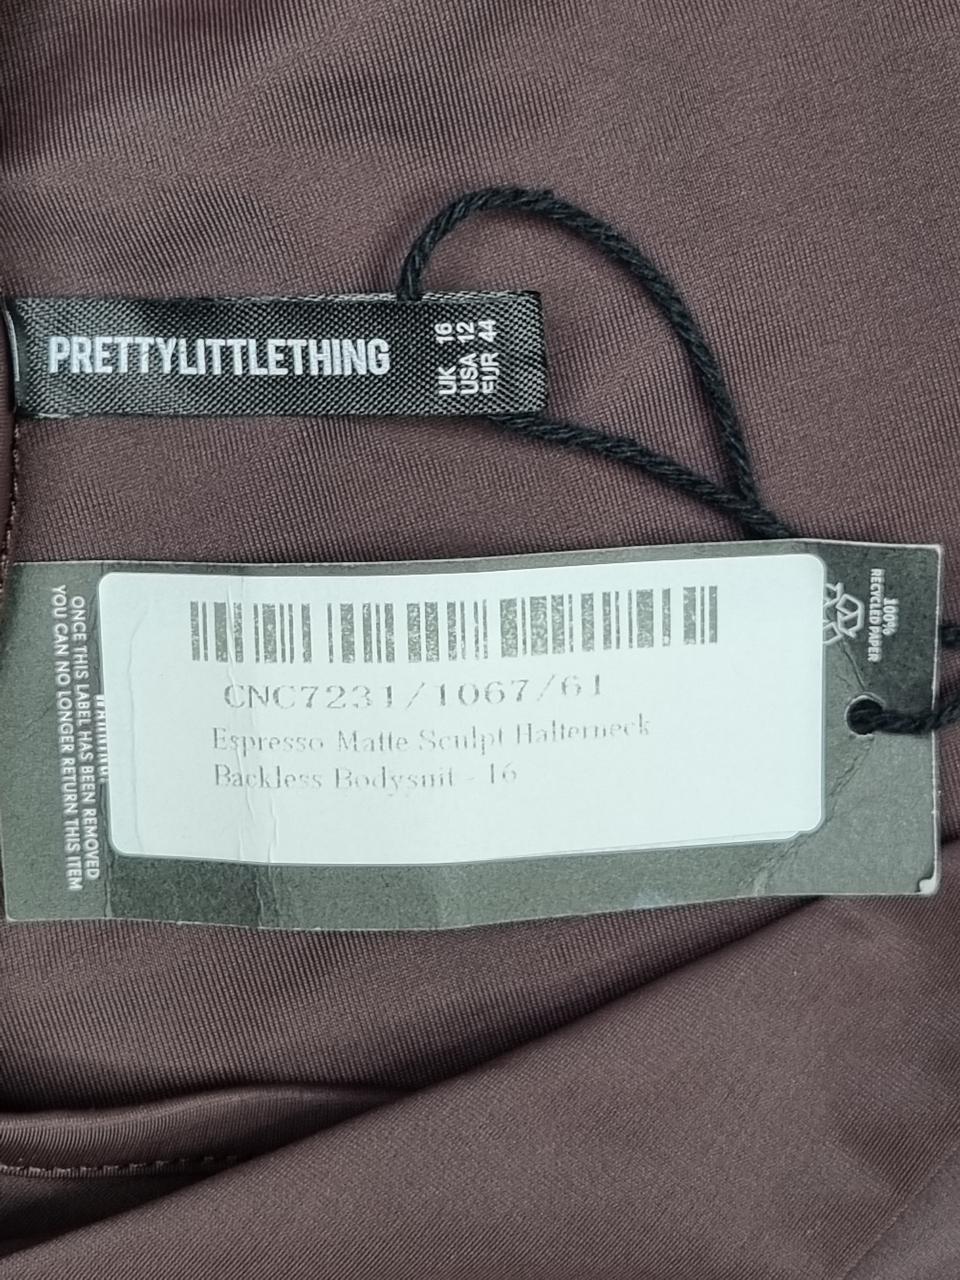 PRETTYLITTLETHING
UK 16
USA 12
EUR 44
100%
RECYCLED PAPER
CNC7231/1067/61
Espresso Matte Sculpt Halterneck
Backless Bodysuit - 16
WARNING!
ONCE THIS LABEL HAS BEEN REMOVED
YOU CAN NO LONGER RETURN THIS ITEM